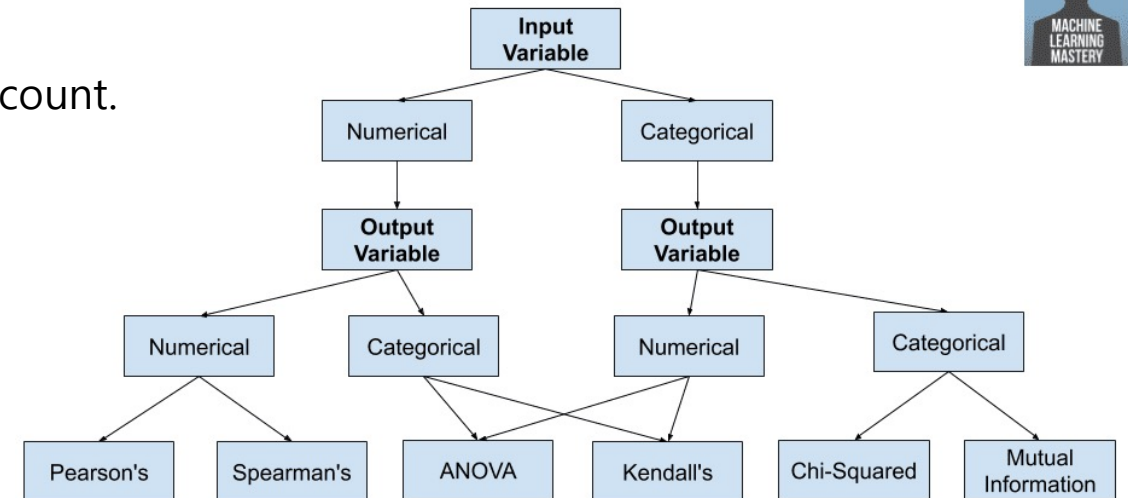 Input
Variable
MACHINE
LEARNING
MASTERY
count.
Numerical
Categorical
Output
Variable
Output
Variable
Numerical
Categorical
Numerical
Categorical
Pearson's
Spearman's
ANOVA
Kendall's
Chi-Squared
Mutual
Information